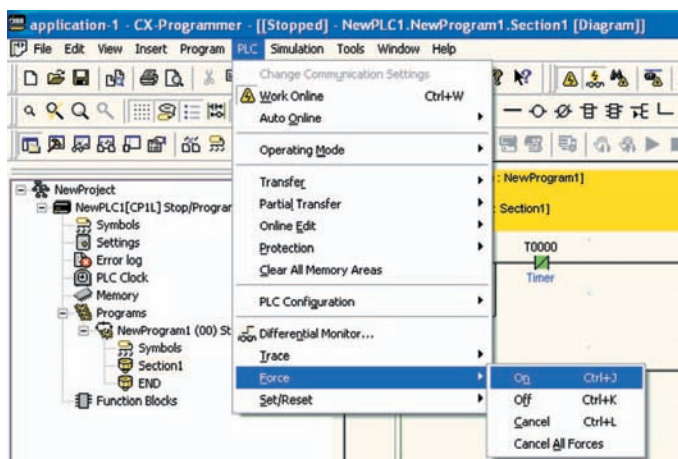 application-1 - CX-Programmer - [[Stopped] - NewPLC1.NewProgram1.Section1 [Diagram]]
File Edit View Insert Program PLC Simulation Tools Window Help
Change Communication Settings
Work Online Ctrl+W
Auto Online
Operating Mode
Transfer
Partial Transfer
Online Edit
Protection
Clear All Memory Areas
PLC Configuration
Differential Monitor...
Trace
Force
Set/Reset
On Ctrl+J
Off Ctrl+K
Cancel Ctrl+L
Cancel All Forces
NewProject
NewPLC1[CP1L] Stop/Progra
Symbols
Settings
Error log
PLC Clock
Memory
Programs
NewProgram1 (00) St
Symbols
Section1
END
Function Blocks
: NewProgram1]
: Section1]
T0000
Timer